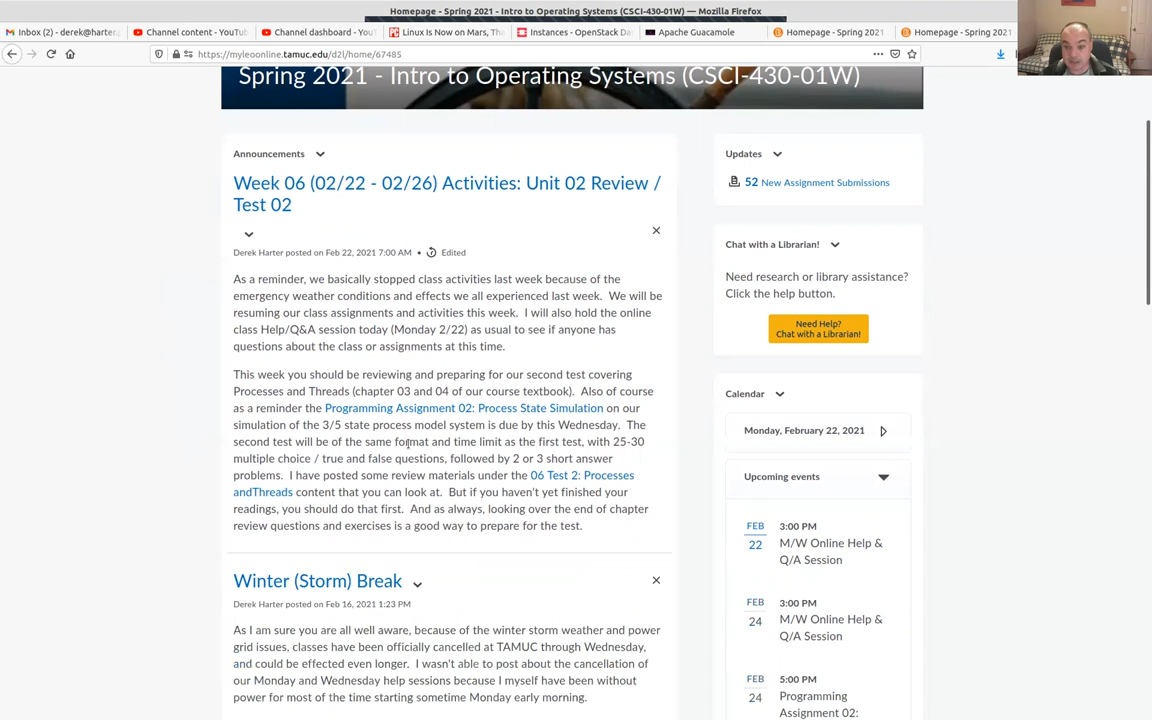 Homepage - Spring 2021 - Intro to Operating Systems (CSCI-430-01W) — Mozilla Firefox
Inbox (2) - derek@harter
Channel content - YouTu
Channel dashboard - You
Linux Is Now on Mars, Tha
Instances - OpenStack Da
Apache Guacamole
Homepage - Spring 2021
Homepage - Spring 2021
https://myleoonline.tamuc.edu/d2l/home/67485
Spring 2021 - Intro to Operating Systems (CSCI-430-01W)
Announcements
Week 06 (02/22 - 02/26) Activities: Unit 02 Review /
Test 02
Derek Harter posted on Feb 22, 2021 7:00 AM • Edited
As a reminder, we basically stopped class activities last week because of the
emergency weather conditions and effects we all experienced last week. We will be
resuming our class assignments and activities this week. I will also hold the online
class Help/Q&A session today (Monday 2/22) as usual to see if anyone has
questions about the class or assignments at this time.
This week you should be reviewing and preparing for our second test covering
Processes and Threads (chapter 03 and 04 of our course textbook). Also of course
as a reminder the Programming Assignment 02: Process State Simulation on our
simulation of the 3/5 state process model system is due by this Wednesday. The
second test will be of the same format and time limit as the first test, with 25-30
multiple choice / true and false questions, followed by 2 or 3 short answer
problems. I have posted some review materials under the 06 Test 2: Processes
andThreads content that you can look at. But if you haven't yet finished your
readings, you should do that first. And as always, looking over the end of chapter
review questions and exercises is a good way to prepare for the test.
Winter (Storm) Break
Derek Harter posted on Feb 16, 2021 1:23 PM
As I am sure you are all well aware, because of the winter storm weather and power
grid issues, classes have been officially cancelled at TAMUC through Wednesday,
and could be effected even longer. I wasn't able to post about the cancellation of
our Monday and Wednesday help sessions because I myself have been without
power for most of the time starting sometime Monday early morning.
Updates
52 New Assignment Submissions
Chat with a Librarian!
Need research or library assistance?
Click the help button.
Need Help?
Chat with a Librarian!
Calendar
Monday, February 22, 2021
Upcoming events
FEB
22
3:00 PM
M/W Online Help &
Q/A Session
FEB
24
3:00 PM
M/W Online Help &
Q/A Session
FEB
24
5:00 PM
Programming
Assignment 02: